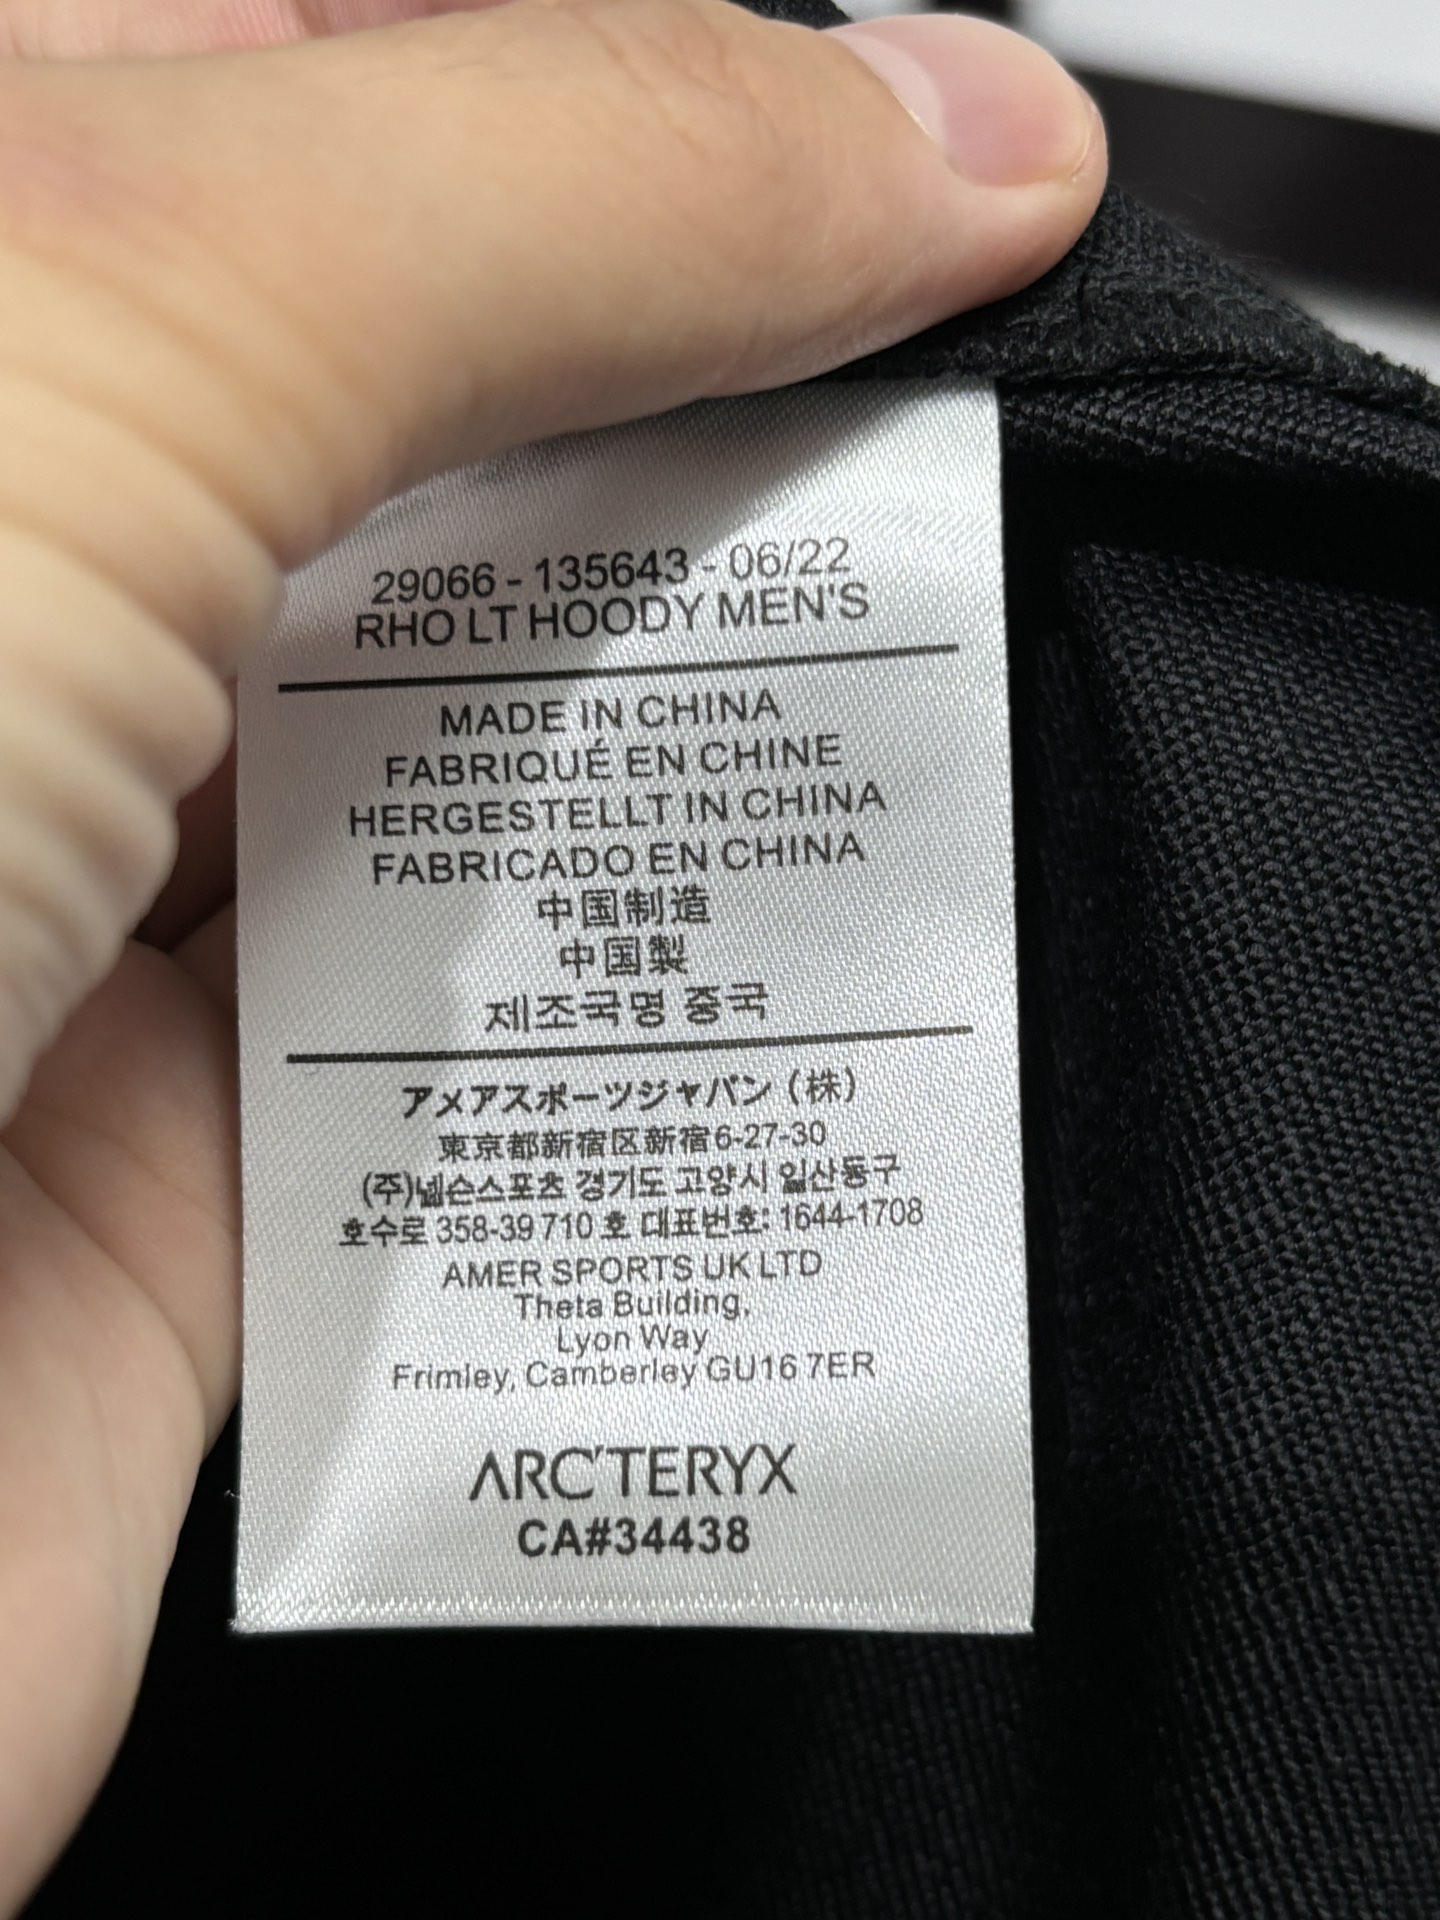 29066 - 135643 - 06/22
RHO LT HOODY MEN'S
MADE IN CHINA
FABRIQUÉ EN CHINE
HERGESTELLT IN CHINA
FABRICADO EN CHINA
中国制造
中国製
제조국명 중국
アメアスポーツジャパン（株）
東京都新宿区新宿6-27-30
(주)넬슨스포츠 경기도 고양시 일산동구
호수로 358-39 710 호 대표번호: 1644-1708
AMER SPORTS UK LTD
Theta Building,
Lyon Way
Frimley, Camberley GU16 7ER
ARC'TERYX
CA#34438